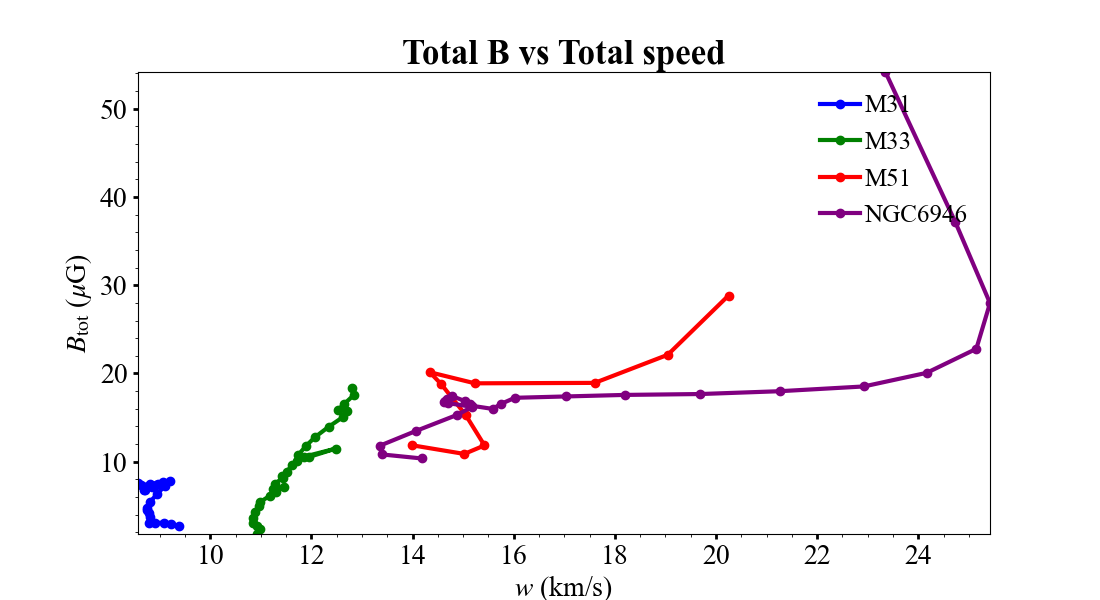 Total B vs Total speed
50
40
30
20
10
B_tot (μG)
M31
M33
M51
NGC6946
10 12 14 16 18 20 22 24
w (km/s)